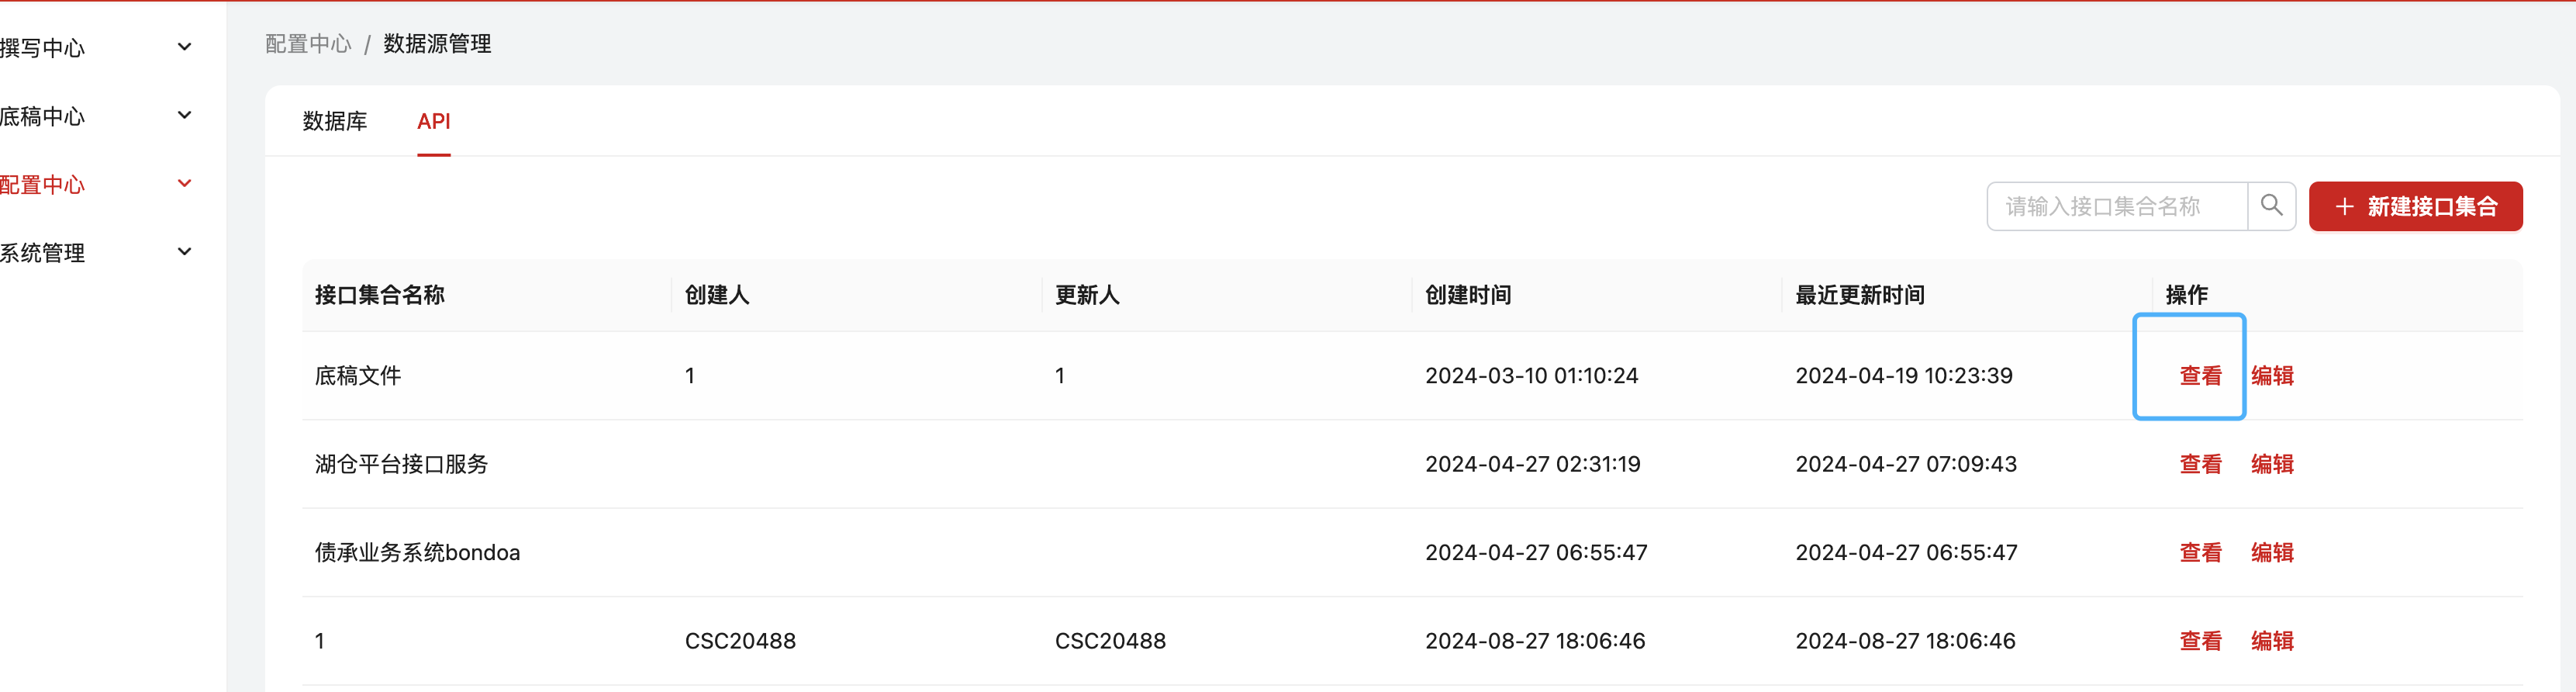 撰写中心
底稿中心
配置中心
系统管理
配置中心 / 数据源管理
数据库 API
请输入接口集合名称 + 新建接口集合
接口集合名称 创建人 更新人 创建时间 最近更新时间 操作
底稿文件 1 1 2024-03-10 01:10:24 2024-04-19 10:23:39 查看 编辑
湖仓平台接口服务 2024-04-27 02:31:19 2024-04-27 07:09:43 查看 编辑
债承业务系统bondoa 2024-04-27 06:55:47 2024-04-27 06:55:47 查看 编辑
1 CSC20488 CSC20488 2024-08-27 18:06:46 2024-08-27 18:06:46 查看 编辑